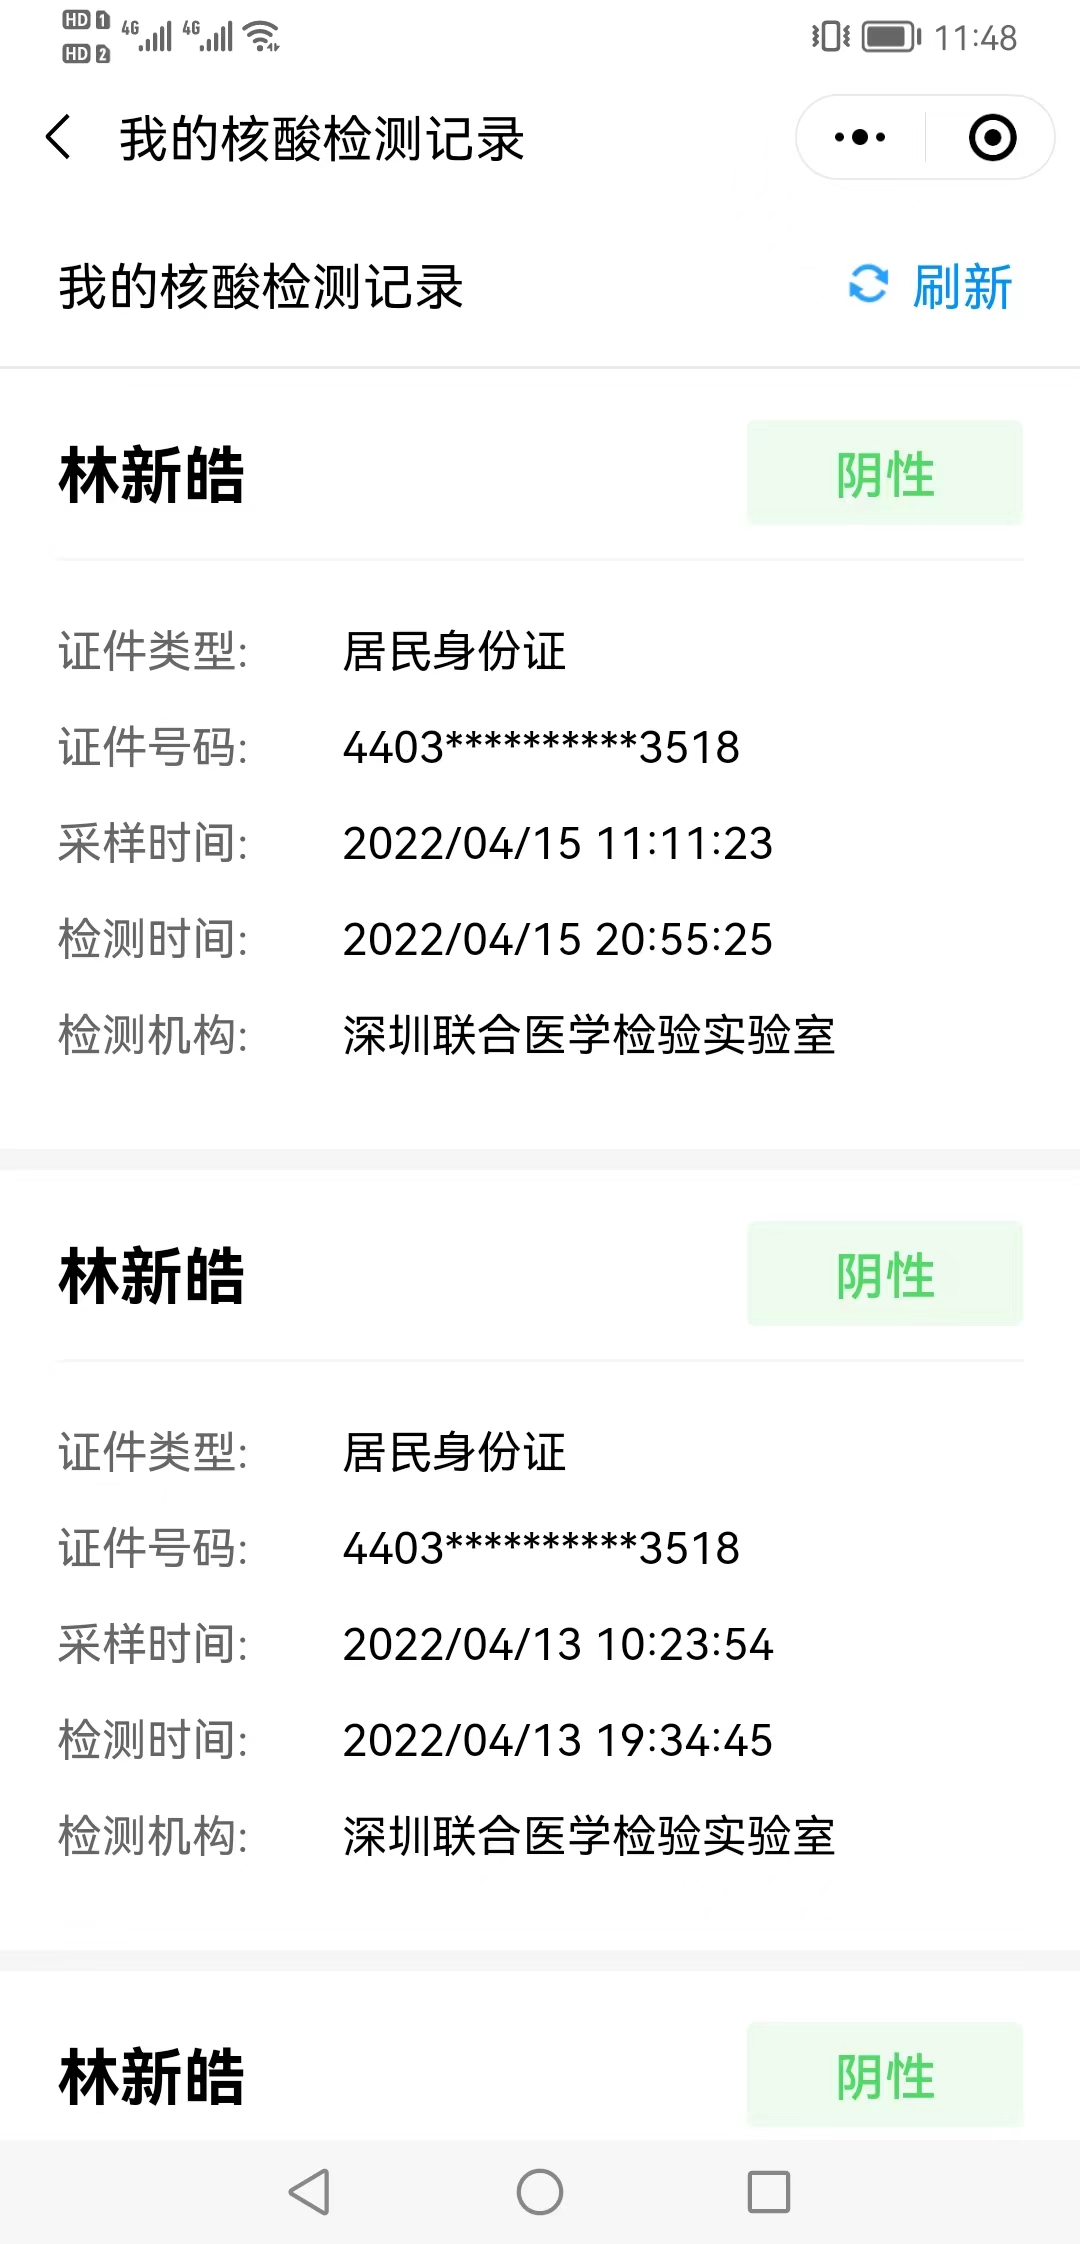 HD 1 4G 4G
HD 2
11:48
我的核酸检测记录
我的核酸检测记录
刷新
林新皓
阴性
证件类型: 居民身份证
证件号码: 4403**********3518
采样时间: 2022/04/15 11:11:23
检测时间: 2022/04/15 20:55:25
检测机构: 深圳联合医学检验实验室
林新皓
阴性
证件类型: 居民身份证
证件号码: 4403**********3518
采样时间: 2022/04/13 10:23:54
检测时间: 2022/04/13 19:34:45
检测机构: 深圳联合医学检验实验室
林新皓
阴性